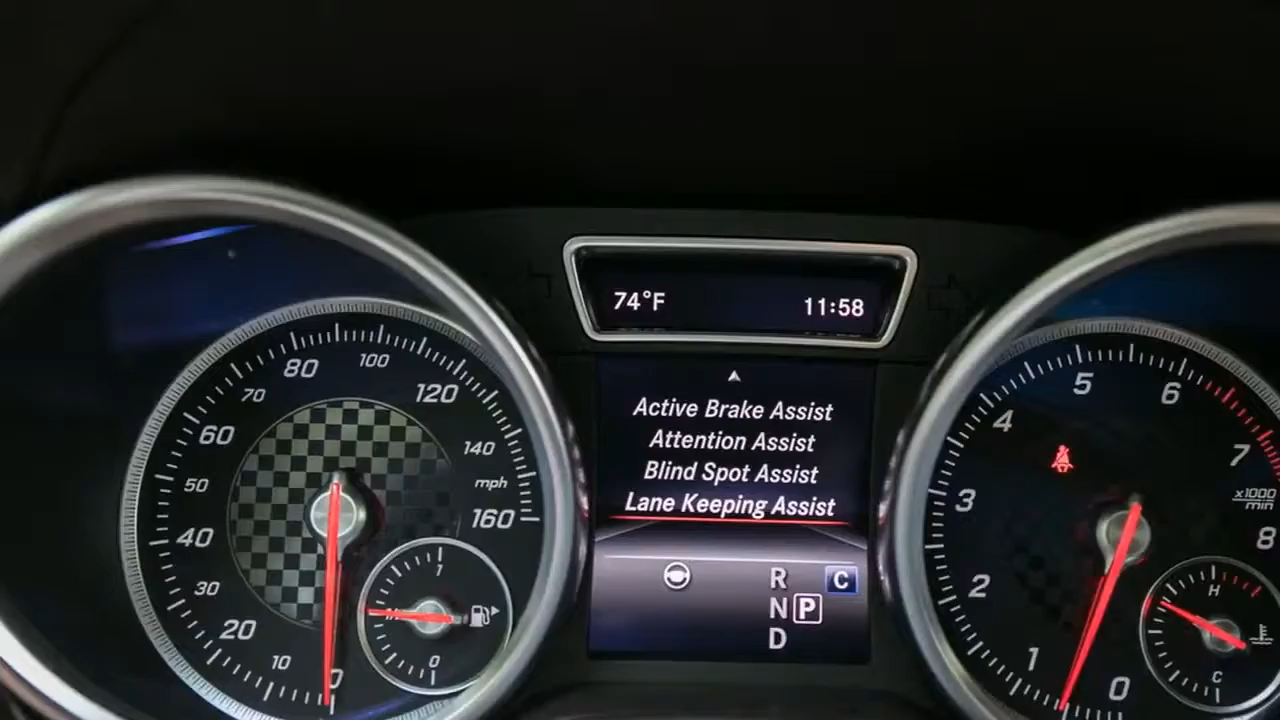 74°F 11:58
Active Brake Assist
Attention Assist
Blind Spot Assist
Lane Keeping Assist
R C
N P
D
0 10 20 30 40 50 60 70 80 100 120 140 160
mph
1
0
0 1 2 3 4 5 6 7 8
x1000
min
H
C